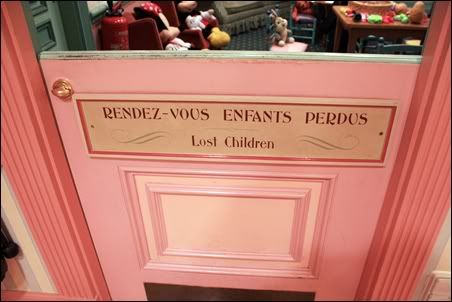 RENDEZ-VOUS ENFANTS PERDUS
Lost Children